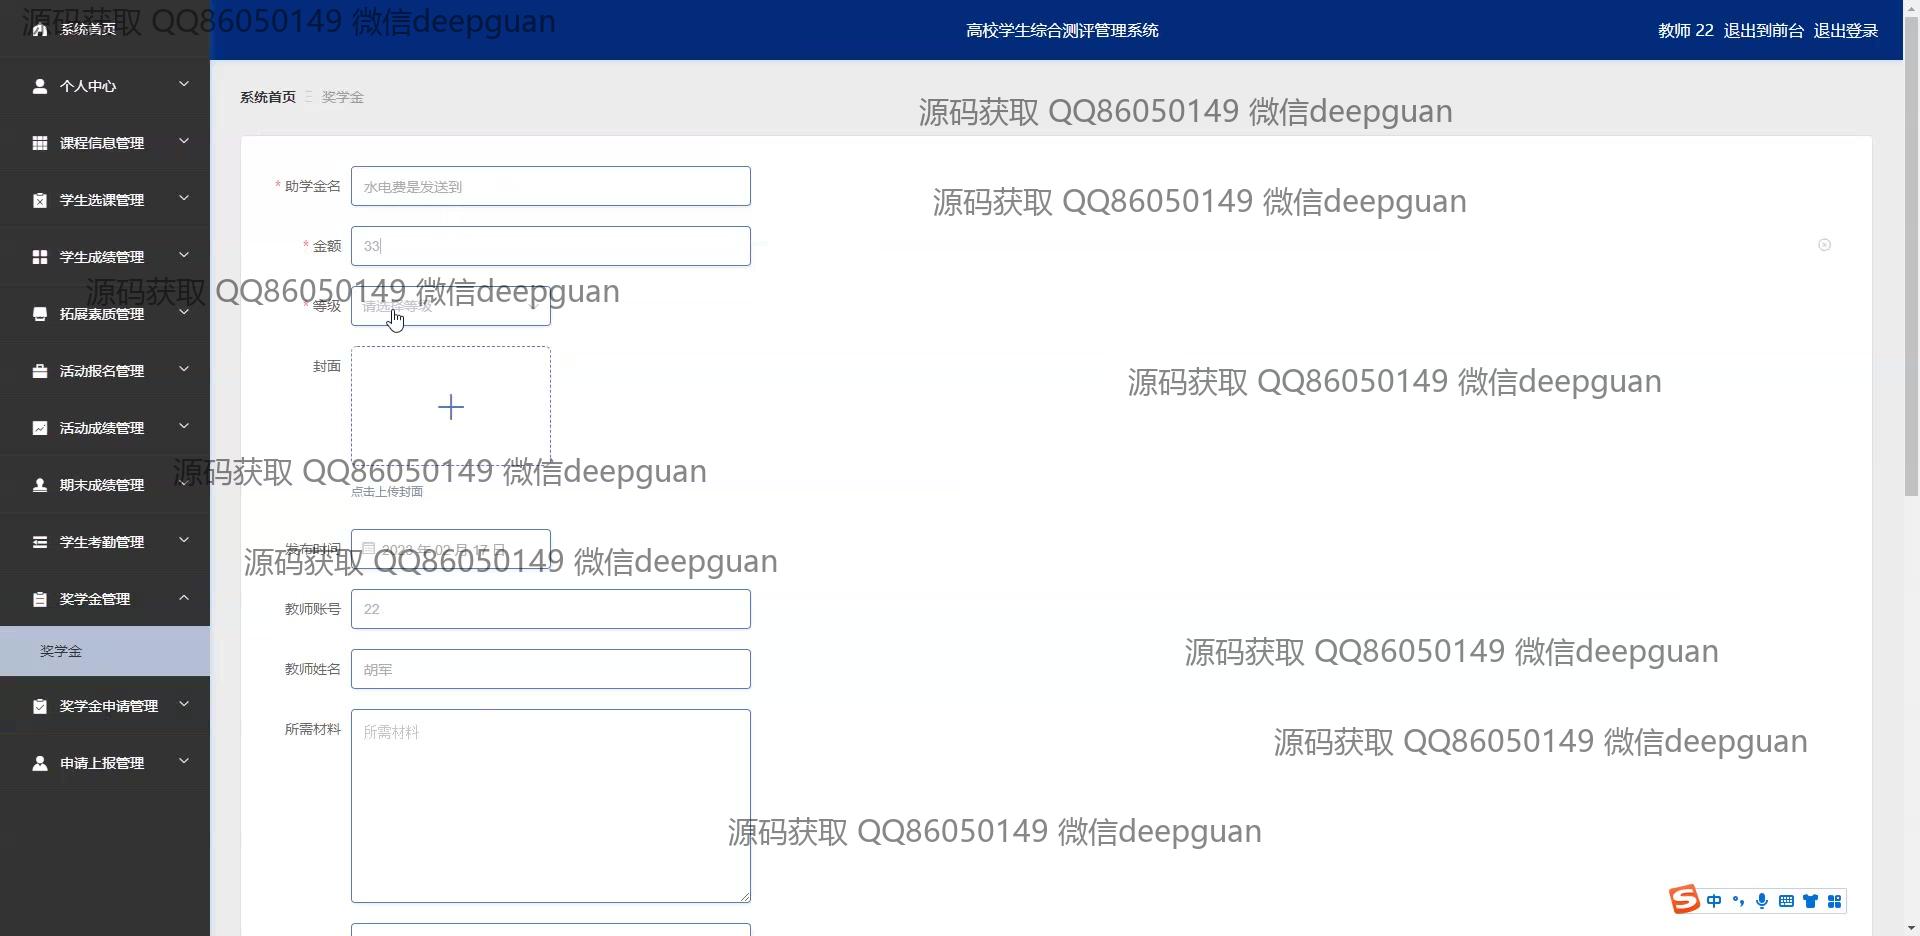 源码获取 QQ86050149 微信deepguan
系统首页
高校学生综合测评管理系统
教师 22 退出到前台 退出登录
个人中心
系统首页 奖学金
源码获取 QQ86050149 微信deepguan
课程信息管理
* 助学金名 水电费是发送到
学生选课管理
源码获取 QQ86050149 微信deepguan
* 金额 33
学生成绩管理
源码获取 QQ86050149 微信deepguan
* 等级 请选择等级
拓展素质管理
封面
活动报名管理
源码获取 QQ86050149 微信deepguan
活动成绩管理
源码获取 QQ86050149 微信deepguan
期末成绩管理
点击上传封面
学生考勤管理
发布时间 2023 年 02 月 17 日
源码获取 QQ86050149 微信deepguan
奖学金管理
教师账号 22
奖学金
源码获取 QQ86050149 微信deepguan
教师姓名 胡军
奖学金申请管理
所需材料 所需材料
源码获取 QQ86050149 微信deepguan
申请上报管理
源码获取 QQ86050149 微信deepguan
S 中